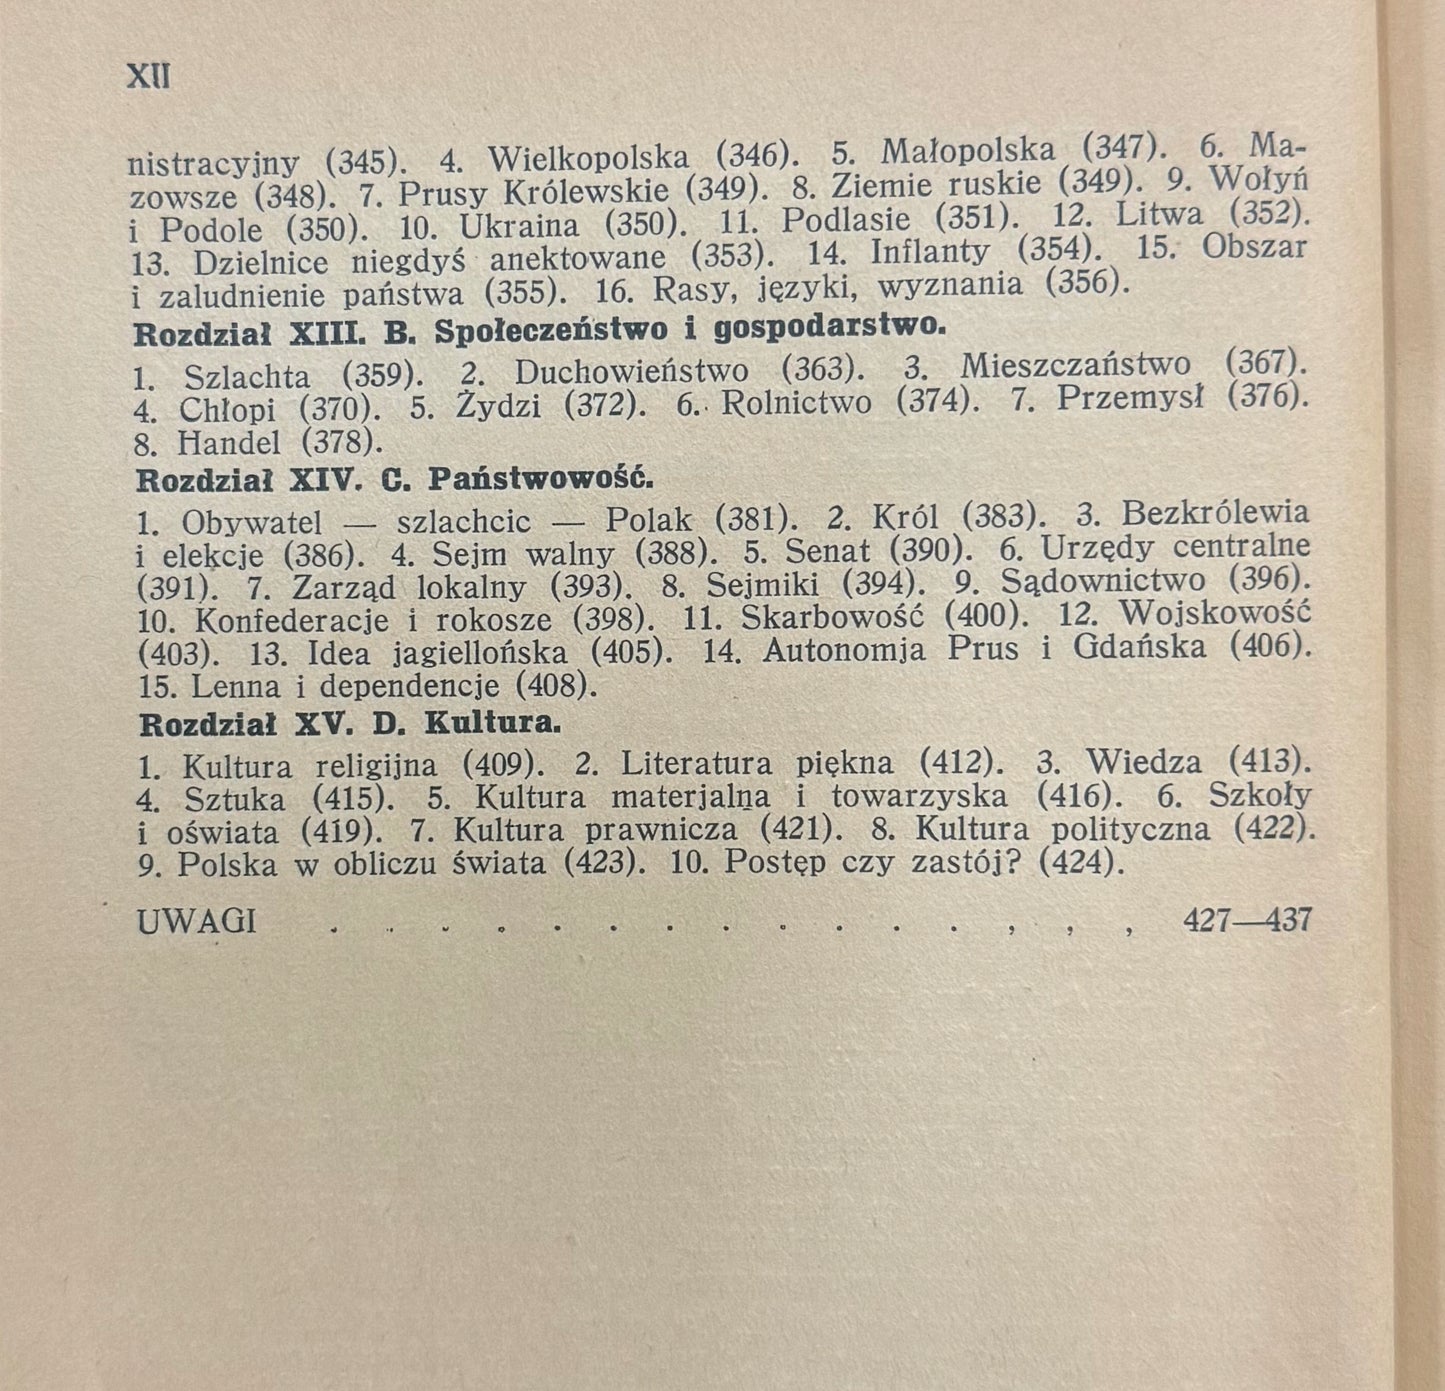 XII
nistracyjny (345). 4. Wielkopolska (346). 5. Małopolska (347). 6. Ma-
zowsze (348). 7. Prusy Królewskie (349). 8. Ziemie ruskie (349). 9. Wołyń
i Podole (350). 10. Ukraina (350). 11. Podlasie (351). 12. Litwa (352).
13. Dzielnice niegdyś anektowane (353). 14. Inflanty (354). 15. Obszar
i zaludnienie państwa (355). 16. Rasy, języki, wyznania (356).
Rozdział XIII. B. Społeczeństwo i gospodarstwo.
1. Szlachta (359). 2. Duchowieństwo (363). 3. Mieszczaństwo (367).
4. Chłopi (370). 5. Żydzi (372). 6. Rolnictwo (374). 7. Przemysł (376).
8. Handel (378).
Rozdział XIV. C. Państwowość.
1. Obywatel — szlachcic — Polak (381). 2. Król (383). 3. Bezkrólewia
i elekcje (386). 4. Sejm walny (388). 5. Senat (390). 6. Urzędy centralne
(391). 7. Zarząd lokalny (393). 8. Sejmiki (394). 9. Sądownictwo (396).
10. Konfederacje i rokosze (398). 11. Skarbowość (400). 12. Wojskowość
(403). 13. Idea jagiellońska (405). 14. Autonomja Prus i Gdańska (406).
15. Lenna i dependencje (408).
Rozdział XV. D. Kultura.
1. Kultura religijna (409). 2. Literatura piękna (412). 3. Wiedza (413).
4. Sztuka (415). 5. Kultura materjalna i towarzyska (416). 6. Szkoły
i oświata (419). 7. Kultura prawnicza (421). 8. Kultura polityczna (422).
9. Polska w obliczu świata (423). 10. Postęp czy zastój? (424).
UWAGI . . . . . . . . . . . . , , , 427—437